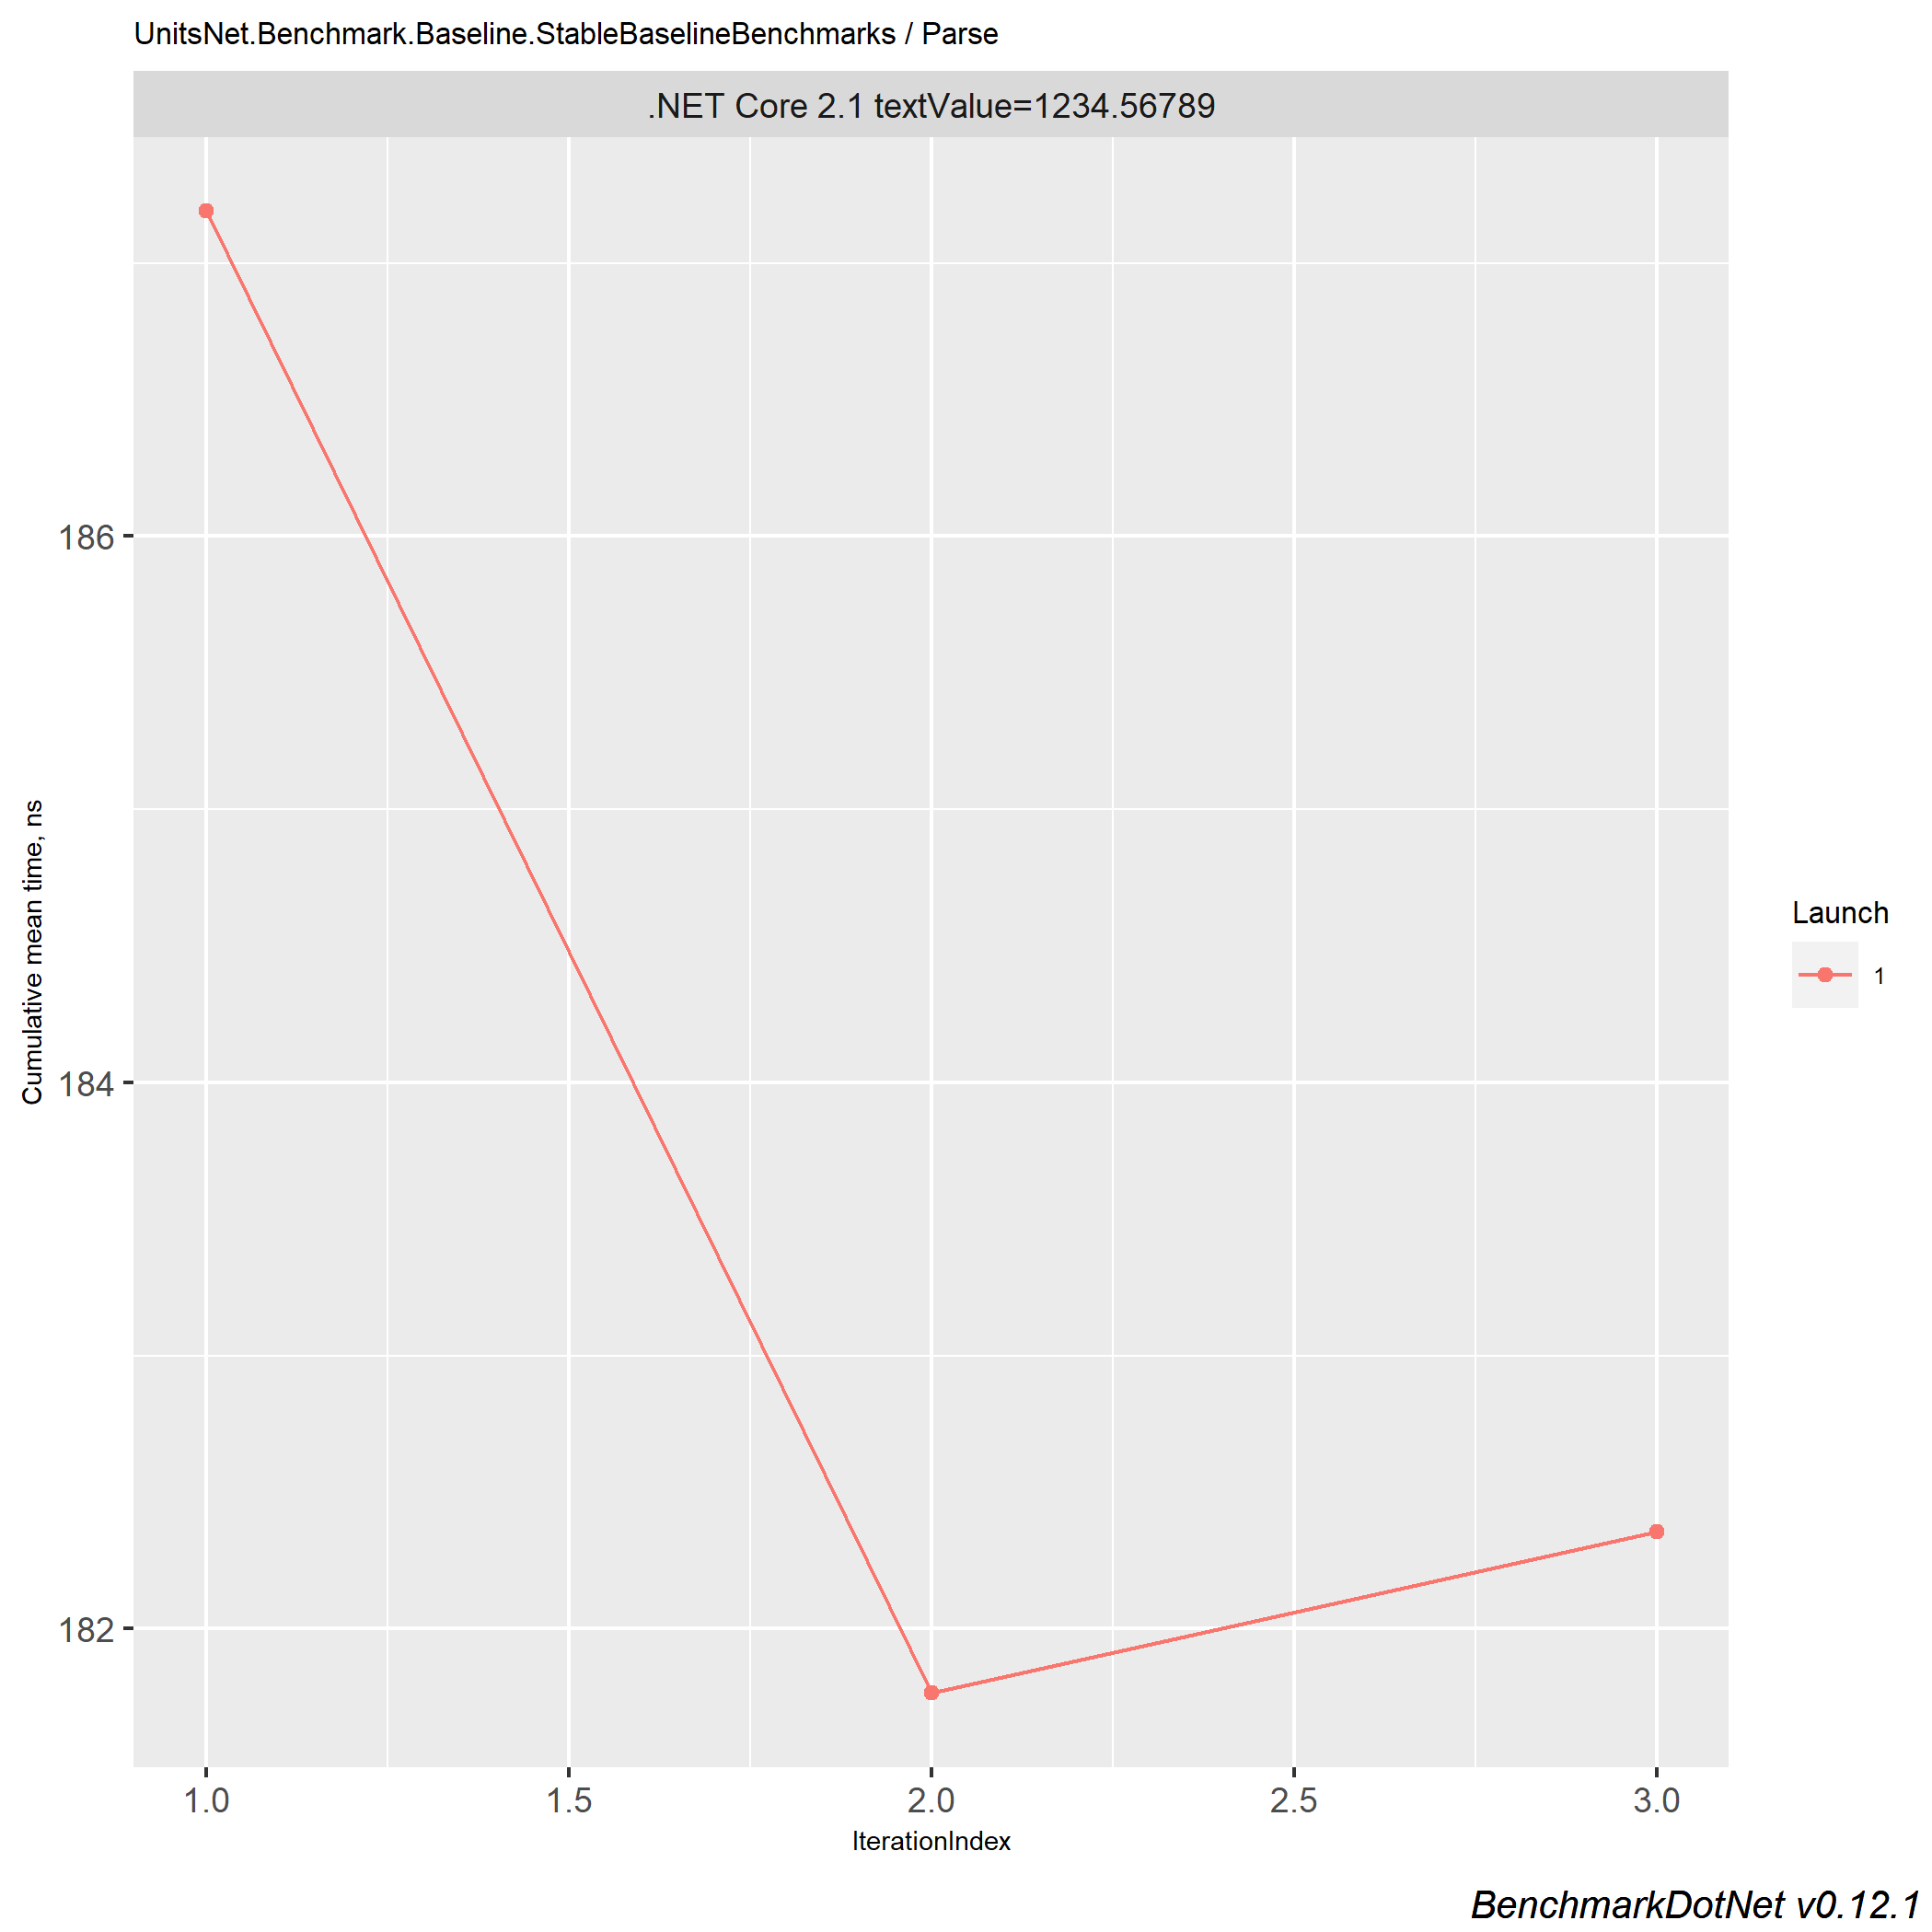 UnitsNet.Benchmark.Baseline.StableBaselineBenchmarks / Parse
.NET Core 2.1 textValue=1234.56789
Cumulative mean time, ns
186
184
182
1.0 1.5 2.0 2.5 3.0
IterationIndex
Launch
1
BenchmarkDotNet v0.12.1